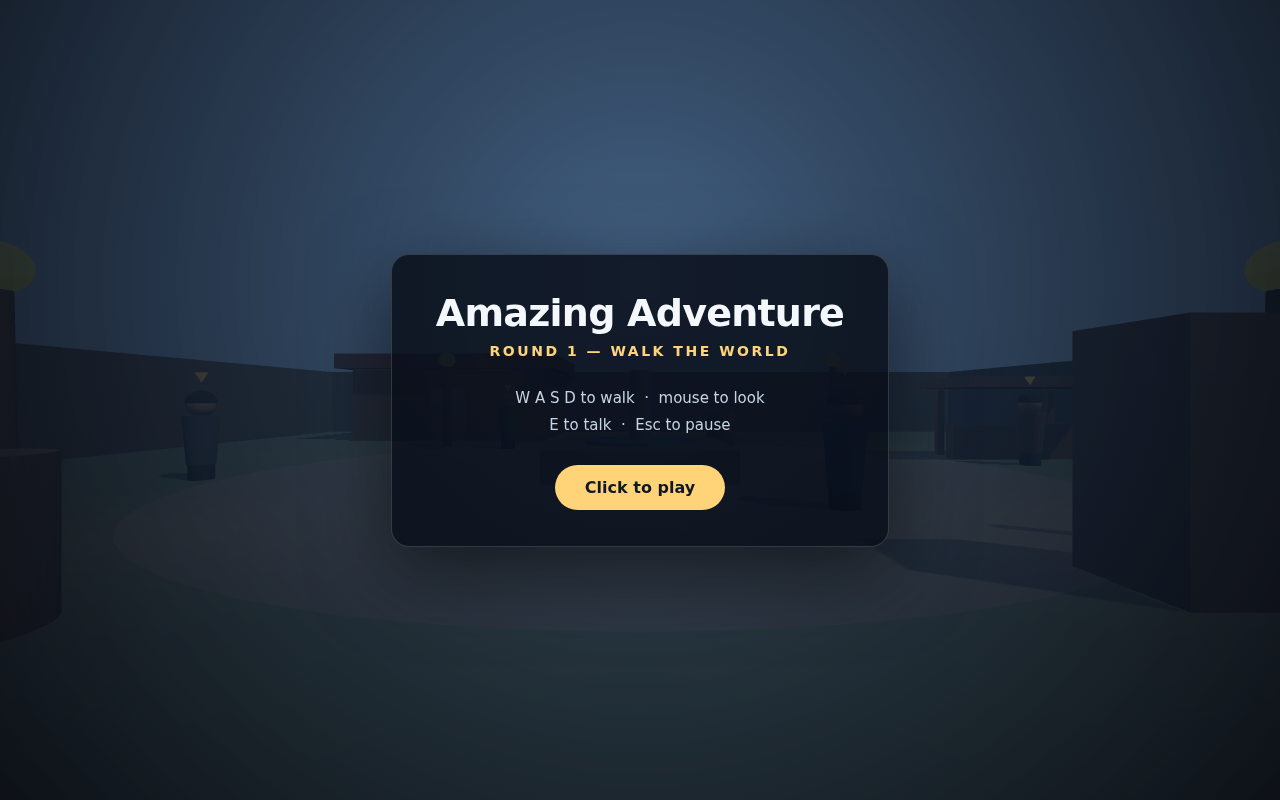 Amazing Adventure
ROUND 1 — WALK THE WORLD
W A S D to walk · mouse to look
E to talk · Esc to pause
Click to play